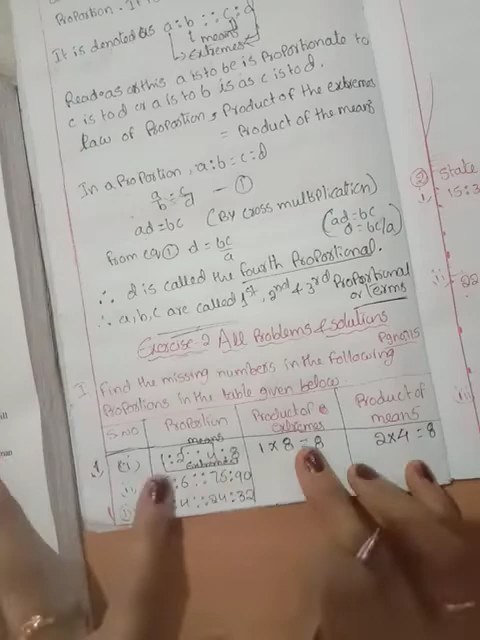 Proportion.
It is denoted as a:b::c:d
means
extremes
Read as as this a is to be is Proportionate to
c is to d or a is to b is as c is to d.
Law of Proportion, Product of the extremes
= Product of the means
In a Proportion, a:b = c:d
a/b = c/d — ①
ad = bc (By cross multiplication)
From eq ① d = bc/a (ad = bc d = bc/a)
∴ d is called the Fourth Proportional.
∴ a,b,c are called 1st, 2nd & 3rd Proportional
or Terms
Exercise-2 All Problems & solutions
I. Find the missing numbers in the following
Proportions in the table given below
S.NO Proportion Product of extremes Product of means
1, (i) 1:2::4:8 1×8=8 2×4=8
means
extremes
:6::75:90
:4::24:32
② State
15:3